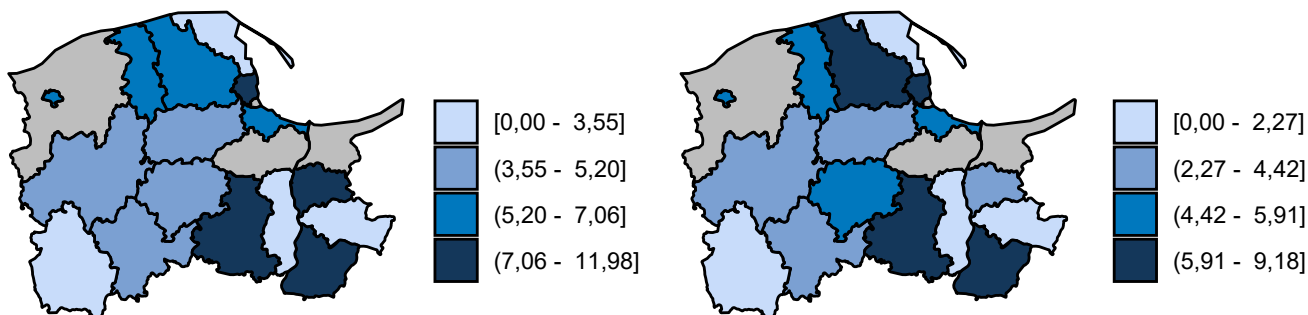 [0,00 - 3,55]
(3,55 - 5,20]
(5,20 - 7,06]
(7,06 - 11,98]
[0,00 - 2,27]
(2,27 - 4,42]
(4,42 - 5,91]
(5,91 - 9,18]